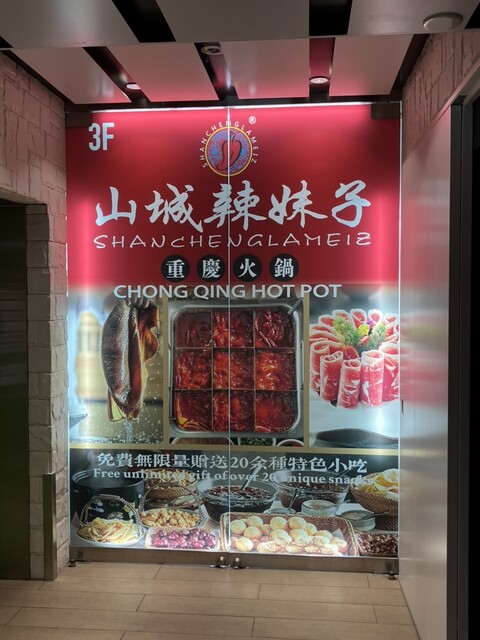 3F
SHANCHENGLAMEIZ
®
山城辣妹子
SHANCHENGLAMEIZ
重慶火鍋
CHONG QING HOT POT
免費無限量贈送20余種特色小吃
Free unlimited gift of over 20 unique snacks